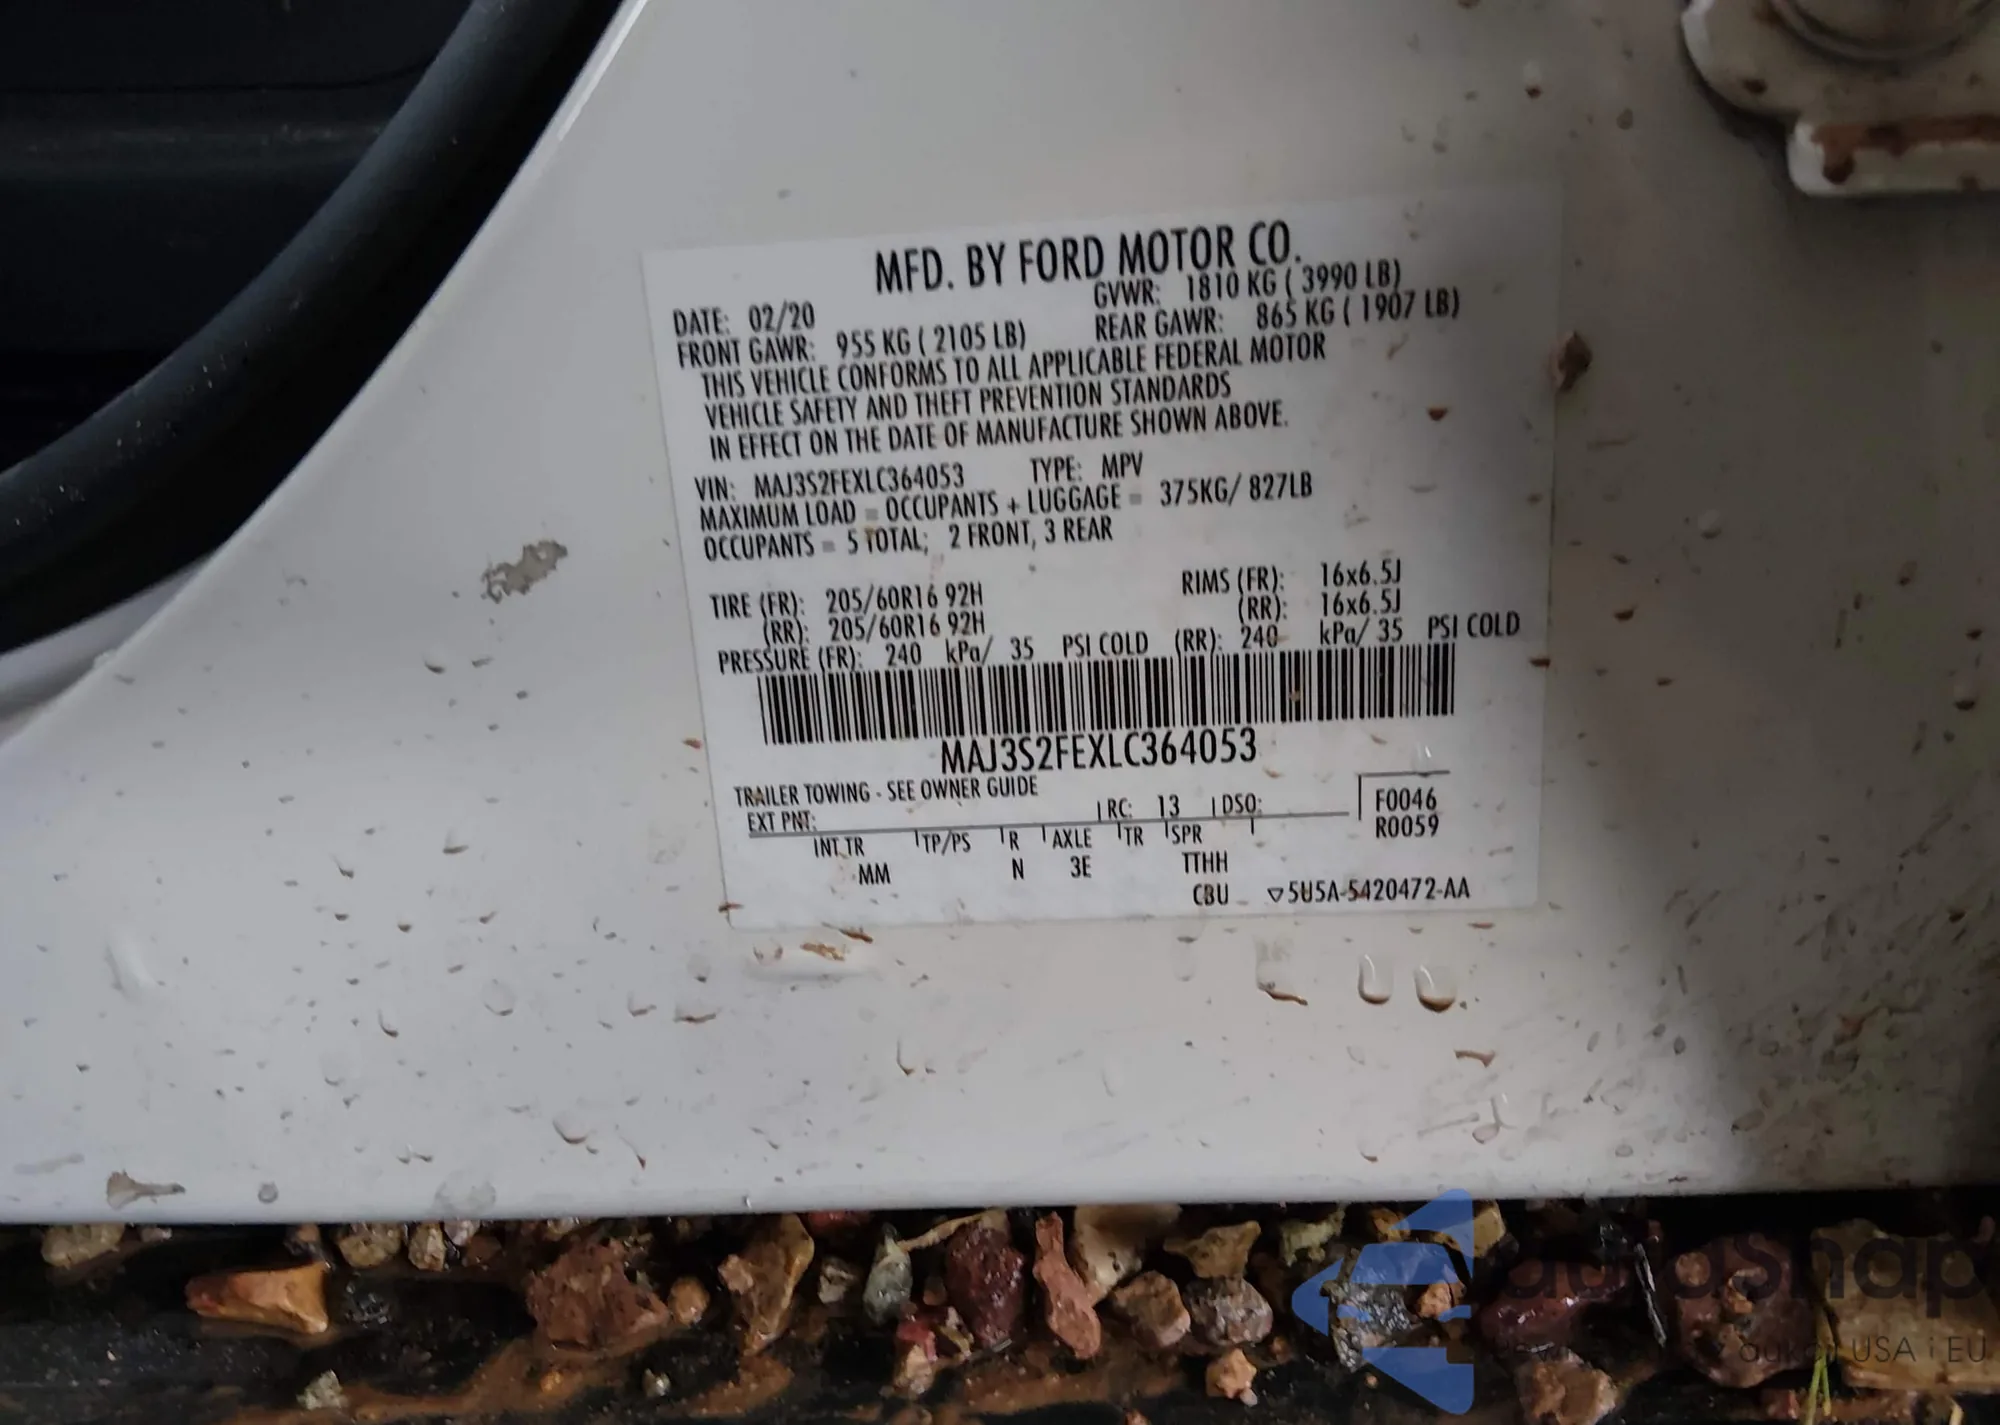 MFD. BY FORD MOTOR CO.
DATE: 02/20 GVWR: 1810 KG ( 3990 LB)
FRONT GAWR: 955 KG ( 2105 LB) REAR GAWR: 865 KG ( 1907 LB)
THIS VEHICLE CONFORMS TO ALL APPLICABLE FEDERAL MOTOR
VEHICLE SAFETY AND THEFT PREVENTION STANDARDS
IN EFFECT ON THE DATE OF MANUFACTURE SHOWN ABOVE.
VIN: MAJ3S2FEXLC364053 TYPE: MPV
MAXIMUM LOAD = OCCUPANTS + LUGGAGE = 375KG/ 827LB
OCCUPANTS = 5 TOTAL; 2 FRONT, 3 REAR
TIRE (FR): 205/60R16 92H RIMS (FR): 16x6.5J
(RR): 205/60R16 92H (RR): 16x6.5J
PRESSURE (FR): 240 kPa/ 35 PSI COLD (RR): 240 kPa/ 35 PSI COLD
MAJ3S2FEXLC364053
TRAILER TOWING - SEE OWNER GUIDE
EXT PNT: RC: 13 DSO: F0046
R0059
INT TR TP/PS R AXLE TR SPR
MM N 3E TTHH
CBU ▽5U5A-5420472-AA
autosnap
aukcji USA i EU